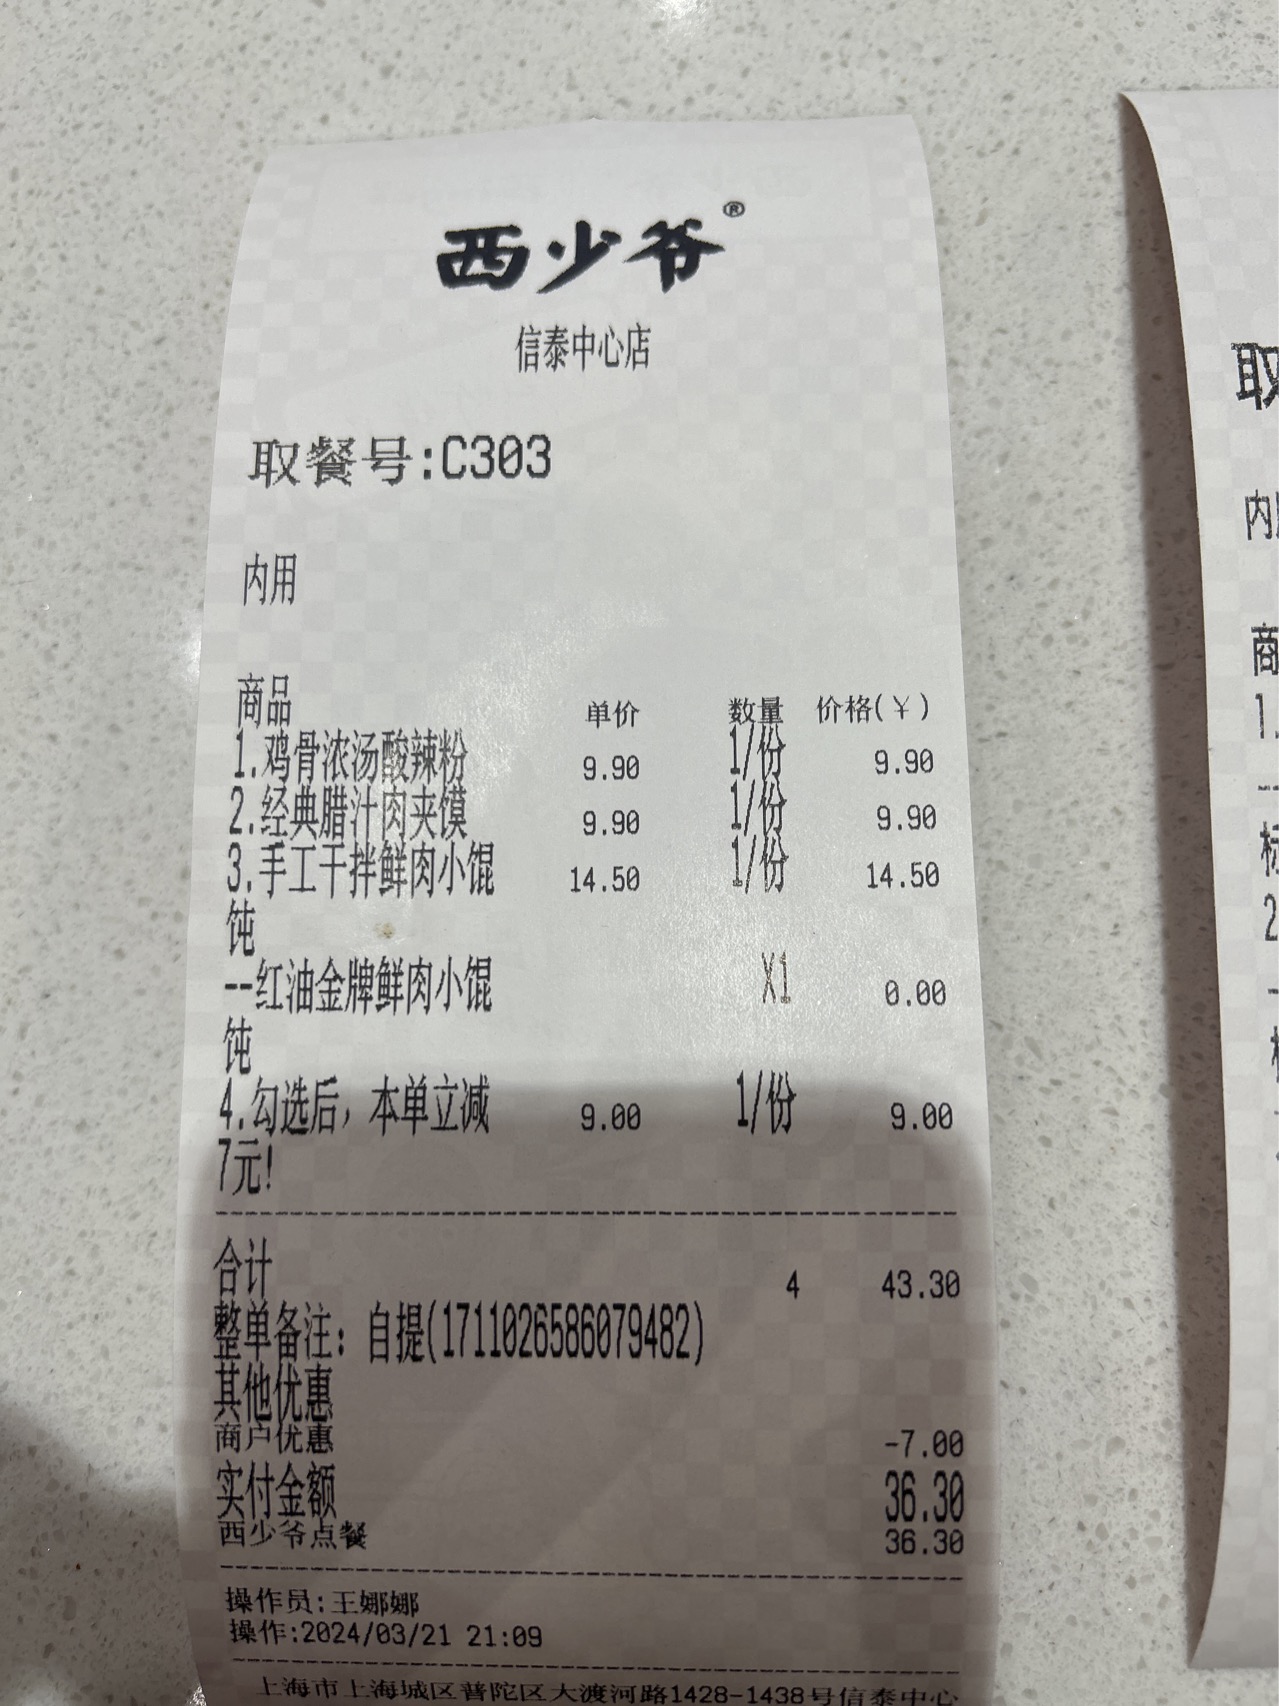 西少爷®
信泰中心店
取餐号:C303
内用
商品 单价 数量 价格(¥)
1.鸡骨浓汤酸辣粉 9.90 1/份 9.90
2.经典腊汁肉夹馍 9.90 1/份 9.90
3.手工干拌鲜肉小馄 14.50 1/份 14.50
饨
--红油金牌鲜肉小馄 X1 0.00
饨
4.勾选后，本单立减 9.00 1/份 9.00
7元!
合计 4 43.30
整单备注：自提(1711026586079482)
其他优惠
商户优惠 -7.00
实付金额 36.30
西少爷点餐 36.30
操作员:王娜娜
操作:2024/03/21 21:09
上海市上海城区普陀区大渡河路1428-1438号信泰中心
取
内
商
1.
2